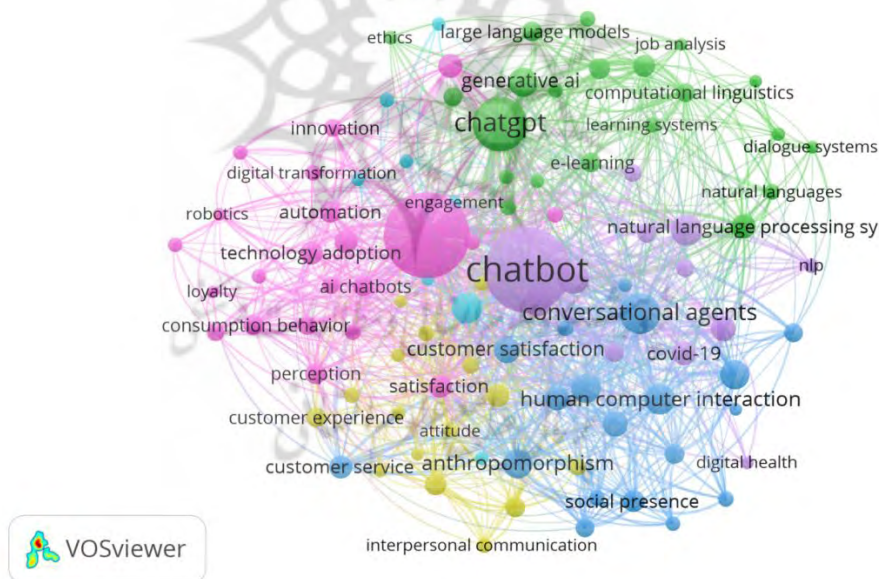 ethics
large language models
job analysis
generative ai
computational linguistics
chatgpt
innovation
learning systems
dialogue systems
e-learning
digital transformation
natural languages
engagement
robotics
automation
natural language processing sy
technology adoption
chatbot
nlp
loyalty
ai chatbots
conversational agents
consumption behavior
customer satisfaction
covid-19
perception
satisfaction
human computer interaction
customer experience
attitude
customer service
anthropomorphism
digital health
social presence
interpersonal communication
VOSviewer